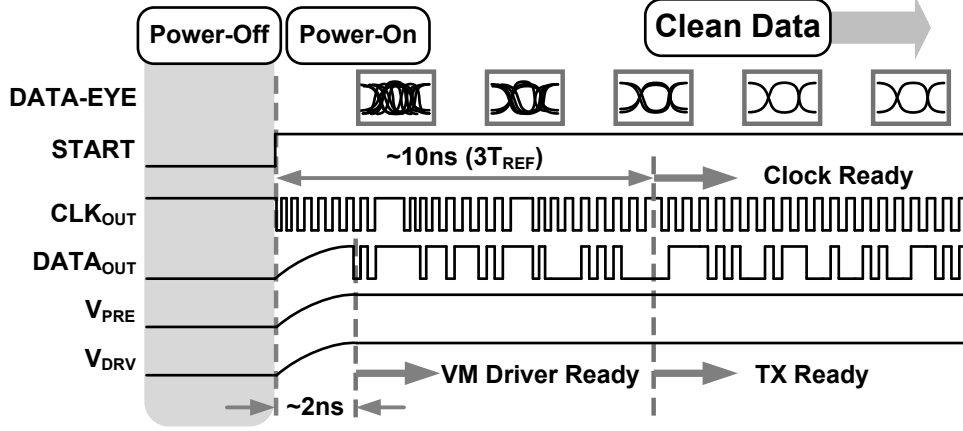 Power-Off Power-On Clean Data
DATA-EYE
START
~10ns (3TREF)
Clock Ready
CLKOUT
DATAOUT
VPRE
VDRV
VM Driver Ready TX Ready
~2ns